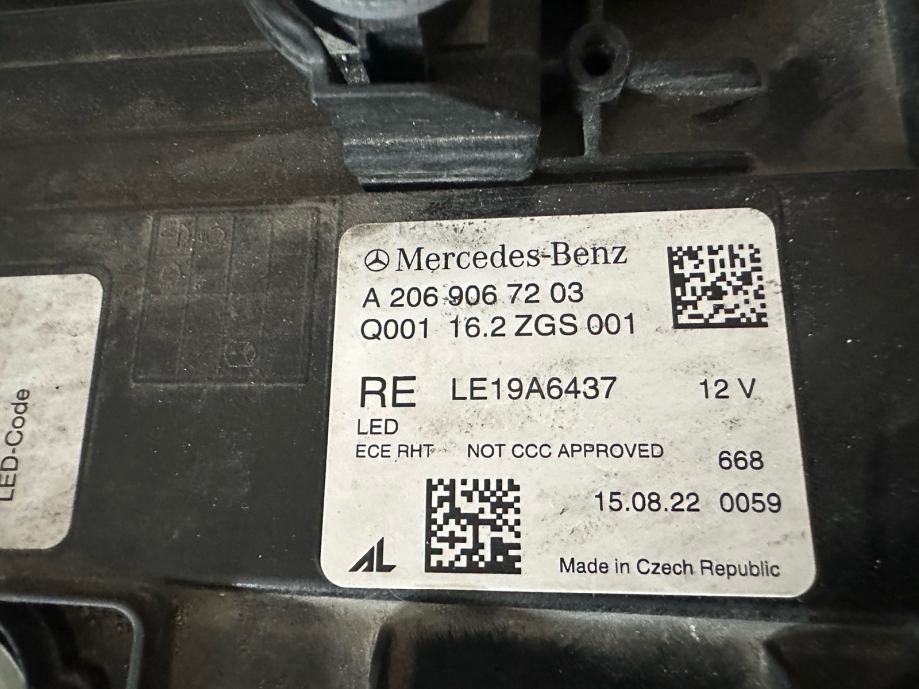 Mercedes-Benz
A 206 906 72 03
Q001 16.2 ZGS 001
RE LE19A6437 12 V
LED
ECE RHT NOT CCC APPROVED
668
15.08.22 0059
AL
Made in Czech Republic
LED-Code